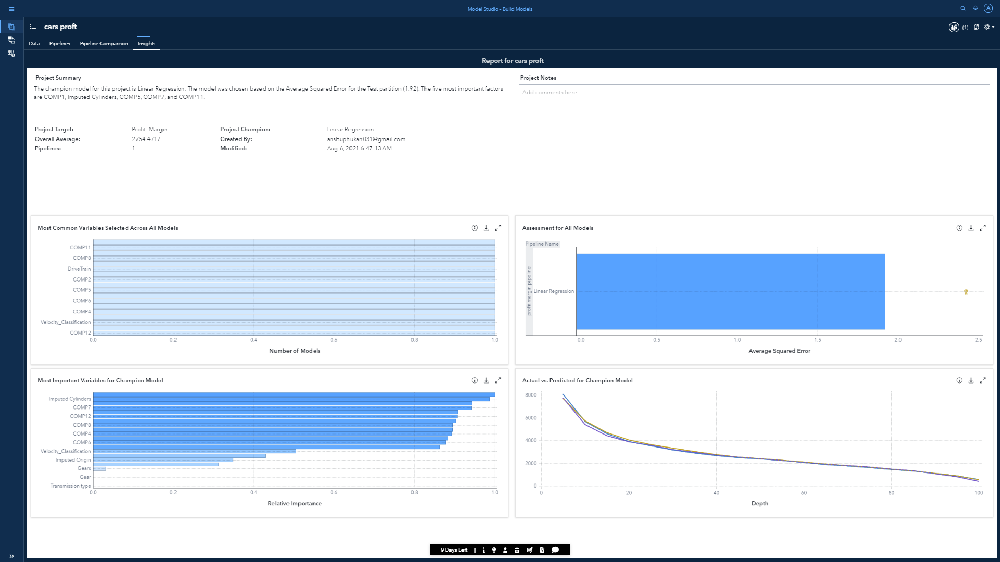 Model Studio - Build Models
A
cars proft
(1)
Data Pipelines Pipeline Comparison Insights
Report for cars proft
Project Summary
The champion model for this project is Linear Regression. The model was chosen based on the Average Squared Error for the Test partition (1.92). The five most important factors
are COMP1, Imputed Cylinders, COMP5, COMP7, and COMP11.
Project Target: Profit_Margin Project Champion: Linear Regression
Overall Average: 2754.4717 Created By: anshuphukan031@gmail.com
Pipelines: 1 Modified: Aug 6, 2021 6:47:13 AM
Project Notes
Add comments here
Most Common Variables Selected Across All Models
COMP11
COMP8
DriveTrain
COMP2
COMP5
COMP6
COMP4
Velocity_Classification
COMP12
0.0 0.2 0.4 0.6 0.8 1.0
Number of Models
Assessment for All Models
Pipeline Name
profit margin pipeline
Linear Regression
0.0 0.5 1.0 1.5 2.0 2.5
Average Squared Error
Most Important Variables for Champion Model
Imputed Cylinders
COMP7
COMP12
COMP8
COMP4
COMP6
Velocity_Classification
Imputed Origin
Gears
Gear
Transmission type
0.0 0.2 0.4 0.6 0.8 1.0
Relative Importance
Actual vs. Predicted for Champion Model
8000
6000
4000
2000
0
0 20 40 60 80 100
Depth
9 Days Left |